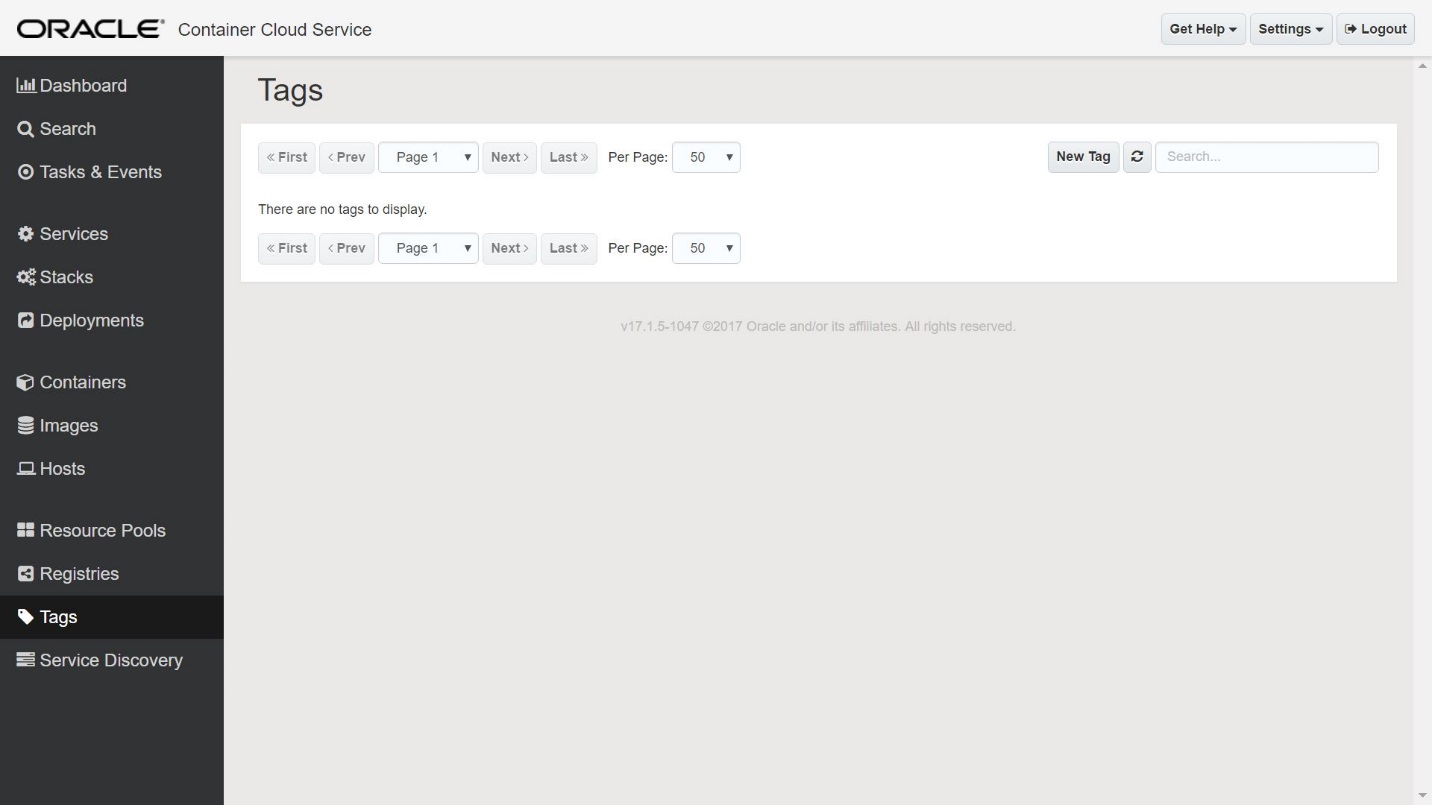 ORACLE® Container Cloud Service
Get Help Settings Logout
Dashboard
Search
Tasks & Events
Services
Stacks
Deployments
Containers
Images
Hosts
Resource Pools
Registries
Tags
Service Discovery
Tags
« First ‹ Prev Page 1 Next › Last » Per Page: 50 New Tag Search...
There are no tags to display.
« First ‹ Prev Page 1 Next › Last » Per Page: 50
v17.1.5-1047 ©2017 Oracle and/or its affiliates. All rights reserved.